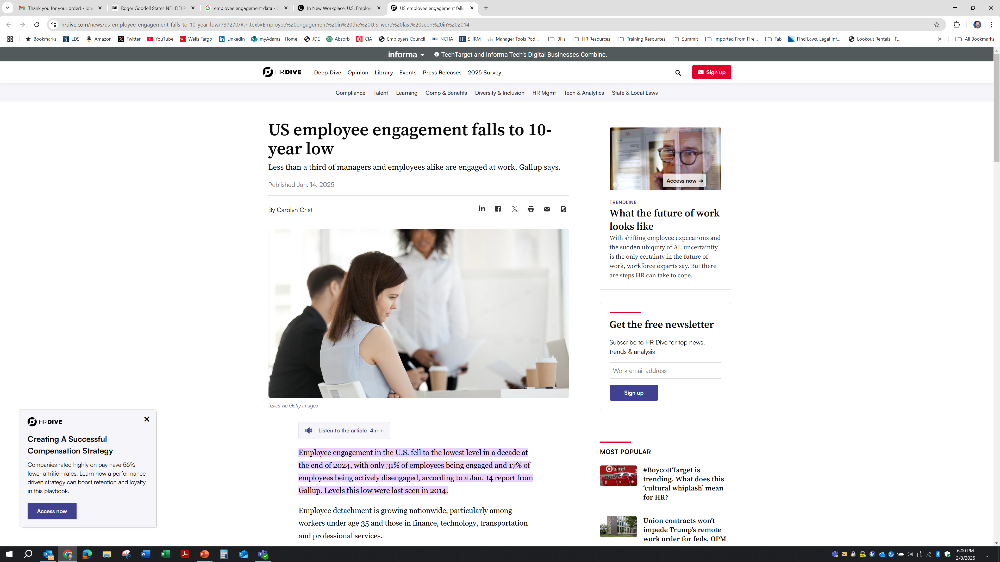 Thank you for your order! - joh
Roger Goodell States NFL DEI P
employee engagement data - G
In New Workplace, U.S. Employe
US employee engagement falls
hrdive.com/news/us-employee-engagement-falls-to-10-year-low/737270/#:~:text=Employee%20engagement%20in%20the%20U.S.,were%20last%20seen%20in%202014.
Bookmarks LDS Amazon Twitter YouTube Wells Fargo LinkedIn myAdams - Home JDE Absorb CIA Employers Council NCHA SHRM Manager Tools Pod... Bills HR Resources Training Resources Summit Imported From Fire... Tab Find Laws, Legal Inf... Lookout Rentals - F... All Bookmarks
informa TechTarget and Informa Tech’s Digital Businesses Combine.
HR DIVE Deep Dive Opinion Library Events Press Releases 2025 Survey Sign up
Compliance Talent Learning Comp & Benefits Diversity & Inclusion HR Mgmt Tech & Analytics State & Local Laws
US employee engagement falls to 10-
year low
Less than a third of managers and employees alike are engaged at work, Gallup says.
Published Jan. 14, 2025
By Carolyn Crist
fizkes via Getty Images
Listen to the article 4 min
Employee engagement in the U.S. fell to the lowest level in a decade at
the end of 2024, with only 31% of employees being engaged and 17% of
employees being actively disengaged, according to a Jan. 14 report from
Gallup. Levels this low were last seen in 2014.
Employee detachment is growing nationwide, particularly among
workers under age 35 and those in finance, technology, transportation
and professional services.
Access now ➔
TRENDLINE
What the future of work
looks like
With shifting employee expecations and
the sudden ubiquity of AI, uncertainity
is the only certainty in the future of
work, workforce experts say. But there
are steps HR can take to cope.
Get the free newsletter
Subscribe to HR Dive for top news,
trends & analysis
Work email address
Sign up
MOST POPULAR
target
#BoycottTarget is
trending. What does this
‘cultural whiplash’ mean
for HR?
Union contracts won’t
impede Trump’s remote
work order for feds, OPM
HR DIVE
Creating A Successful
Compensation Strategy
Companies rated highly on pay have 56%
lower attrition rates. Learn how a performance-
driven strategy can boost retention and loyalty
in this playbook.
Access now
6:00 PM
2/8/2025